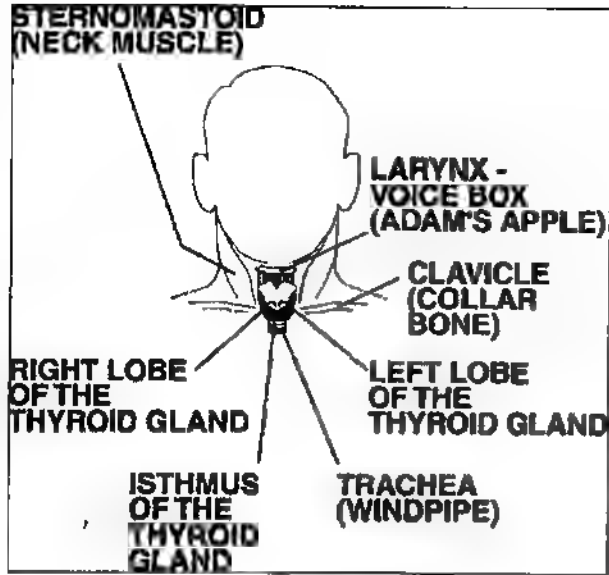 STERNOMASTOID
(NECK MUSCLE)
LARYNX -
VOICE BOX
(ADAM'S APPLE)
CLAVICLE
(COLLAR
BONE)
RIGHT LOBE
OF THE
THYROID GLAND
LEFT LOBE
OF THE
THYROID GLAND
ISTHMUS
OF THE
THYROID
GLAND
TRACHEA
(WINDPIPE)